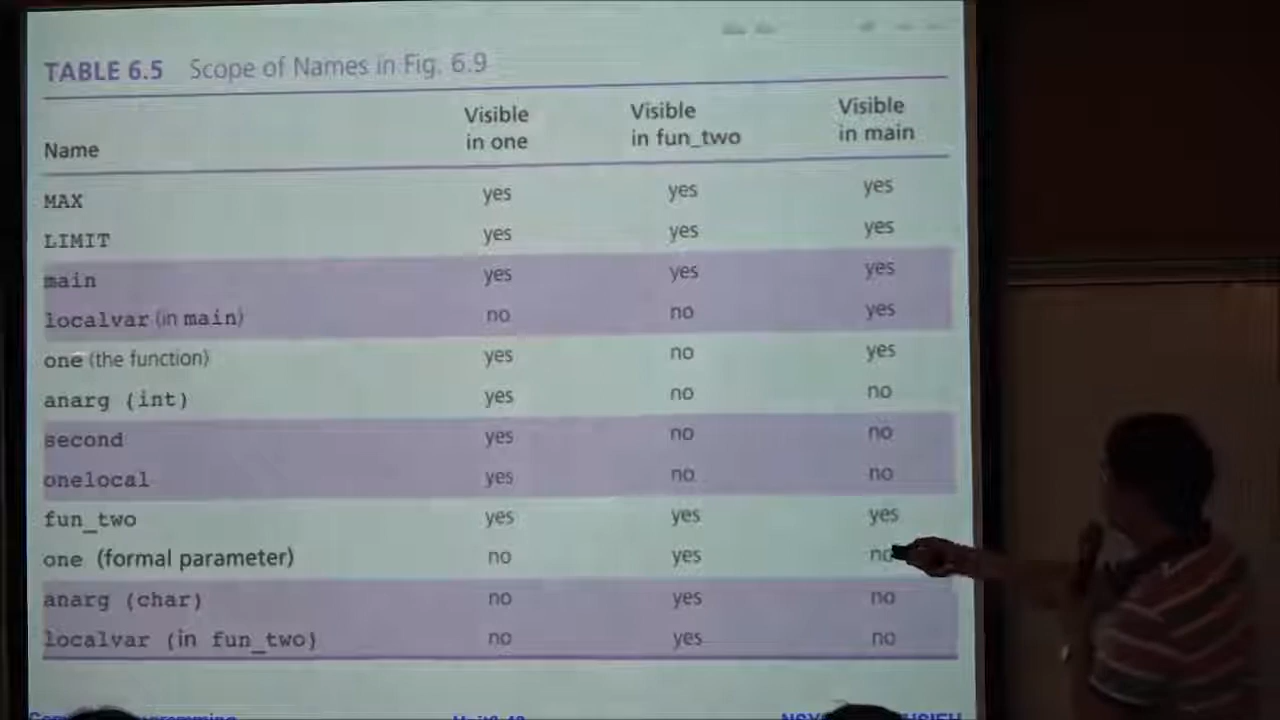 TABLE 6.5 Scope of Names in Fig. 6.9
Name Visible in one Visible in fun_two Visible in main
MAX yes yes yes
LIMIT yes yes yes
main yes yes yes
localvar (in main) no no yes
one (the function) yes no yes
anarg (int) yes no no
second yes no no
onelocal yes no no
fun_two yes yes yes
one (formal parameter) no yes no
anarg (char) no yes no
localvar (in fun_two) no yes no